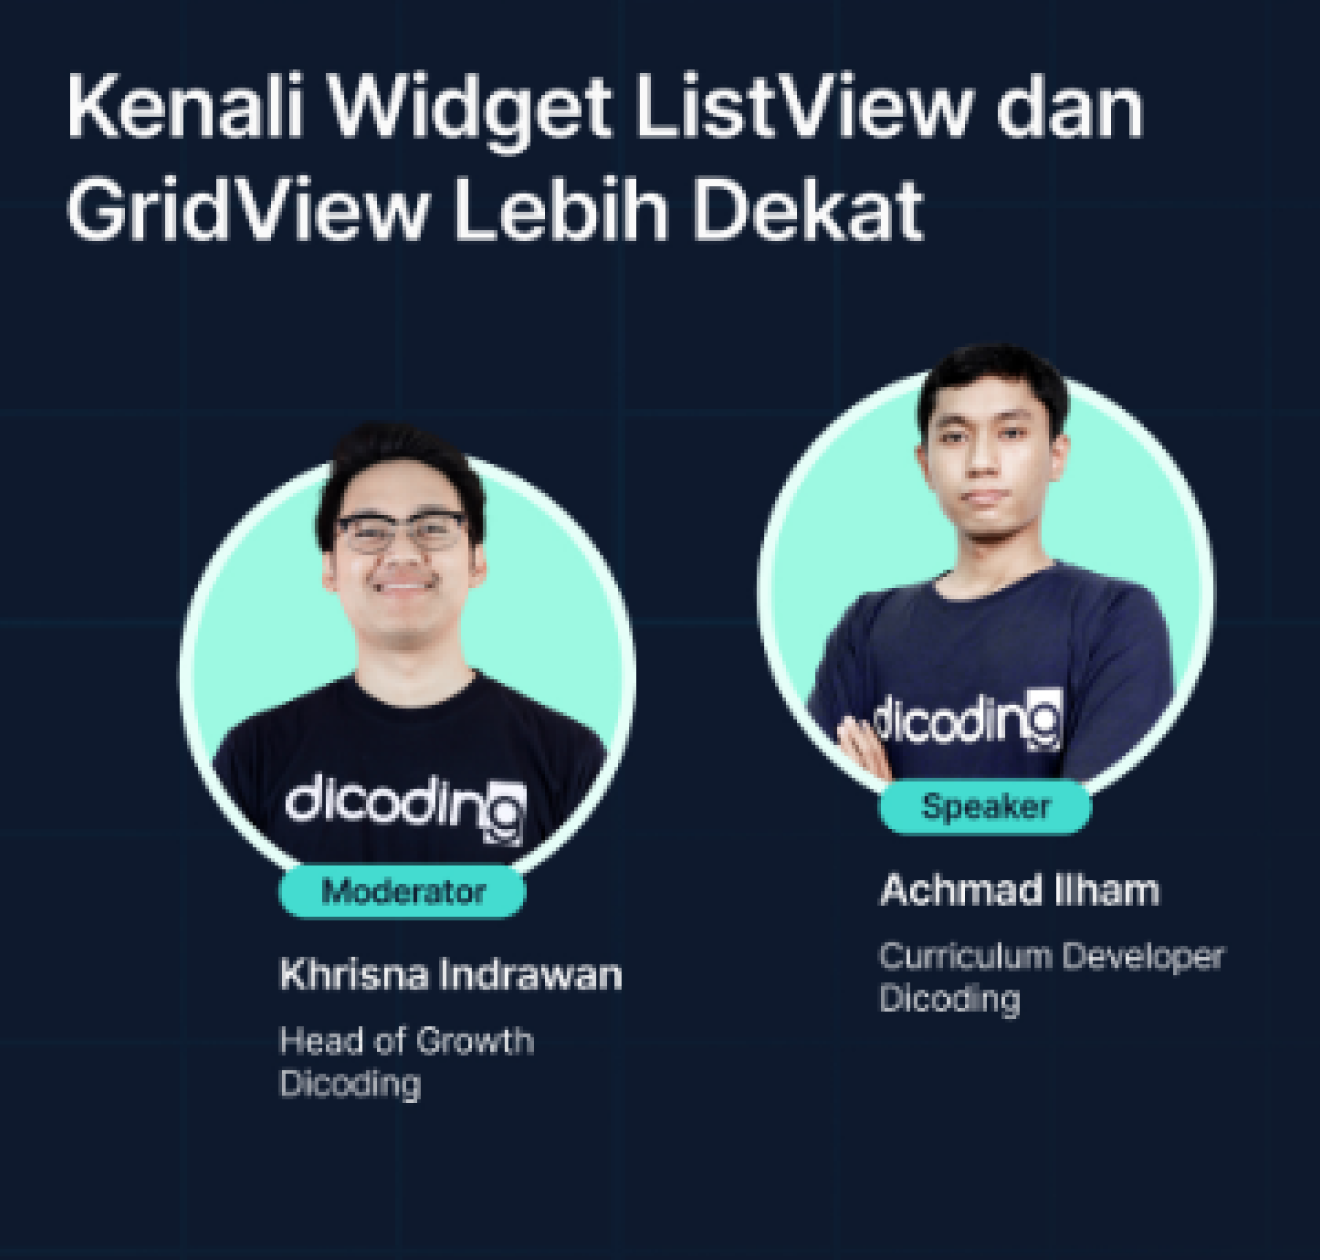 Kenali Widget ListView dan
GridView Lebih Dekat
dicoding
Moderator
Khrisna Indrawan
Head of Growth
Dicoding
dicoding
Speaker
Achmad Ilham
Curriculum Developer
Dicoding